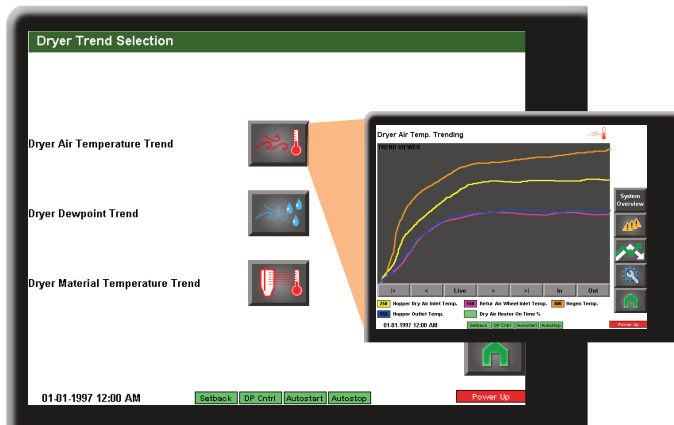 Dryer Trend Selection
Dryer Air Temperature Trend
Dryer Dewpoint Trend
Dryer Material Temperature Trend
01-01-1997 12:00 AM Setback DP Cntrl Autostart Autostop Power Up
Dryer Air Temp. Trending
TREND VIEWER
System
Overview
|< < Live > >| In Out
250 Hopper Dry Air Inlet Temp. 150 Retur Air Wheel Inlet Temp. 400 Regen Temp.
Hopper Outlet Temp. Dry Air Heater On Time %
01-01-1997 12:00 AM Setback DP Cntrl Autostart Autostop Power Up